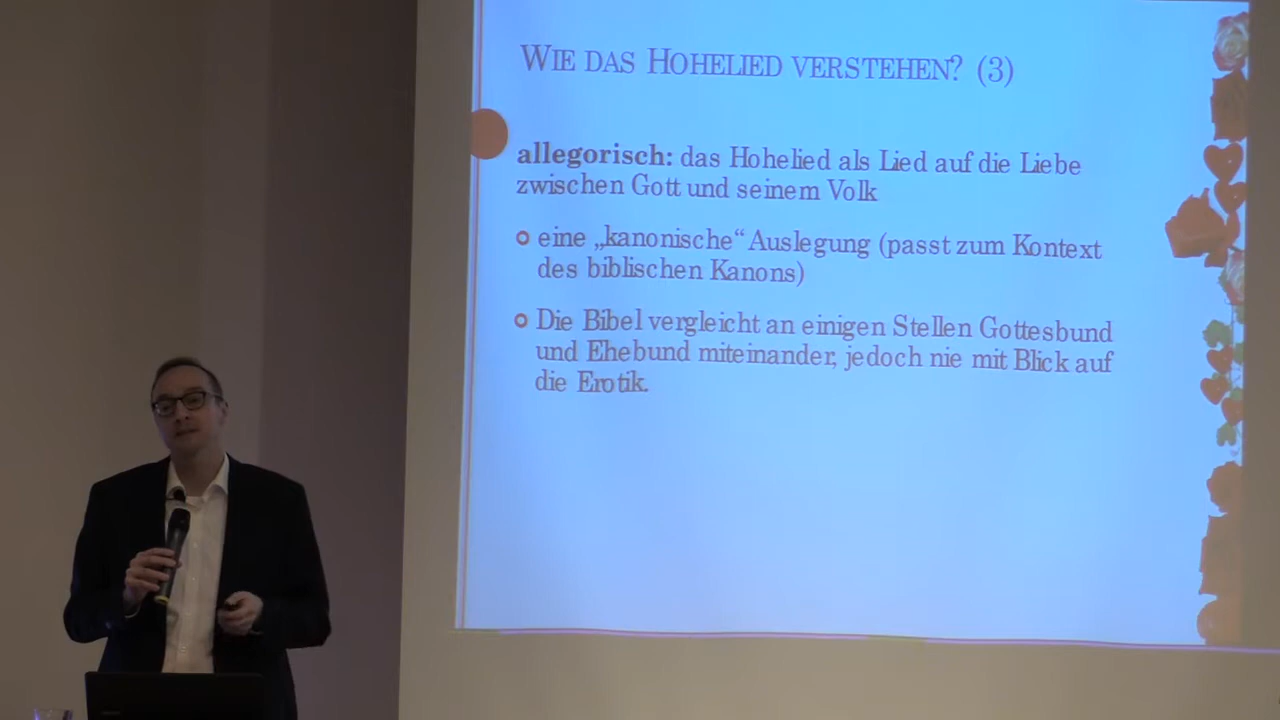 WIE DAS HOHELIED VERSTEHEN? (3)
allegorisch: das Hohelied als Lied auf die Liebe
zwischen Gott und seinem Volk
eine „kanonische“ Auslegung (passt zum Kontext
des biblischen Kanons)
Die Bibel vergleicht an einigen Stellen Gottesbund
und Ehebund miteinander, jedoch nie mit Blick auf
die Erotik.